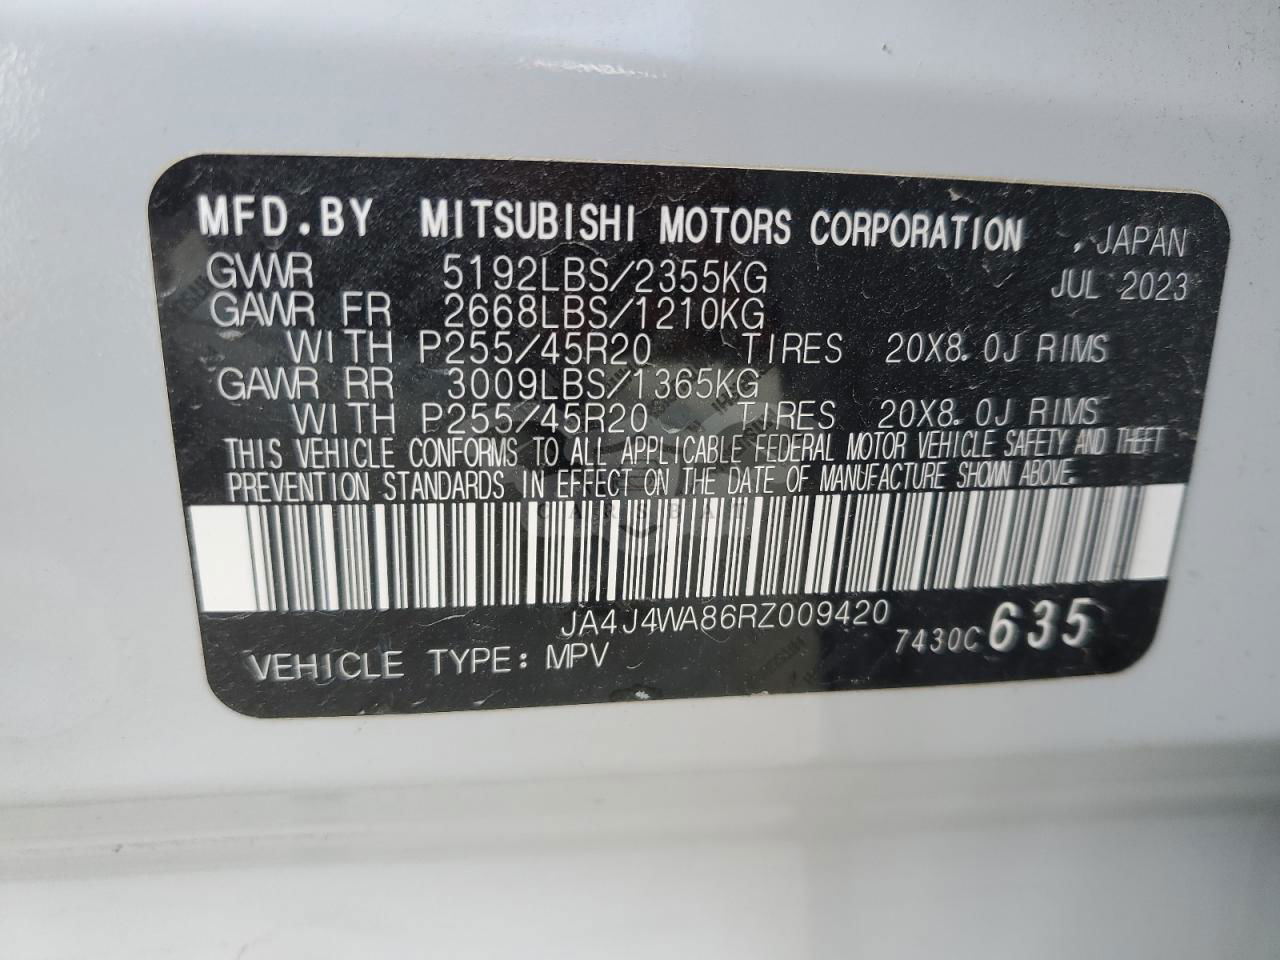 MFD.BY MITSUBISHI MOTORS CORPORATION , JAPAN
GVWR 5192LBS/2355KG JUL 2023
GAWR FR 2668LBS/1210KG
WITH P255/45R20 TIRES 20X8.0J RIMS
GAWR RR 3009LBS/1365KG
WITH P255/45R20 TIRES 20X8.0J RIMS
THIS VEHICLE CONFORMS TO ALL APPLICABLE FEDERAL MOTOR VEHICLE SAFETY AND THEFT
PREVENTION STANDARDS IN EFFECT ON THE DATE OF MANUFACTURE SHOWN ABOVE.
JA4J4WA86RZ009420
7430C 635
VEHICLE TYPE: MPV